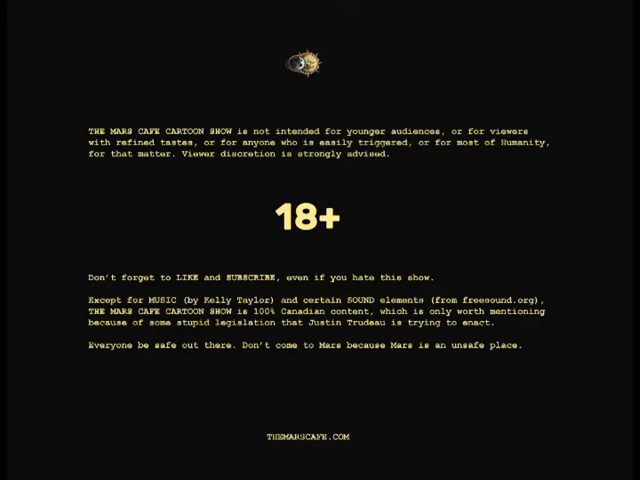 THE MARS CAFE CARTOON SHOW is not intended for younger audiences, or for viewers
with refined tastes, or for anyone who is easily triggered, or for most of Humanity,
for that matter. Viewer discretion is strongly advised.
18+
Don't forget to LIKE and SUBSCRIBE, even if you hate this show.
Except for MUSIC (by Kelly Taylor) and certain SOUND elements (from freesound.org),
THE MARS CAFE CARTOON SHOW is 100% Canadian content, which is only worth mentioning
because of some stupid legislation that Justin Trudeau is trying to enact.
Everyone be safe out there. Don't come to Mars because Mars is an unsafe place.
THEMARSCAFE.COM